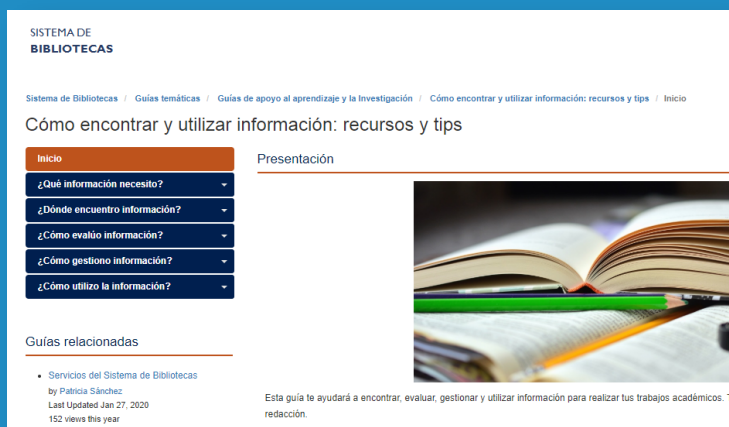 SISTEMA DE
BIBLIOTECAS
Sistema de Bibliotecas / Guías temáticas / Guías de apoyo al aprendizaje y la Investigación / Cómo encontrar y utilizar información: recursos y tips / Inicio
Cómo encontrar y utilizar información: recursos y tips
Inicio
¿Qué información necesito?
¿Dónde encuentro información?
¿Cómo evalúo información?
¿Cómo gestiono información?
¿Cómo utilizo la información?
Guías relacionadas
Servicios del Sistema de Bibliotecas
by Patricia Sánchez
Last Updated Jan 27, 2020
152 views this year
Presentación
Esta guía te ayudará a encontrar, evaluar, gestionar y utilizar información para realizar tus trabajos académicos.
redacción.